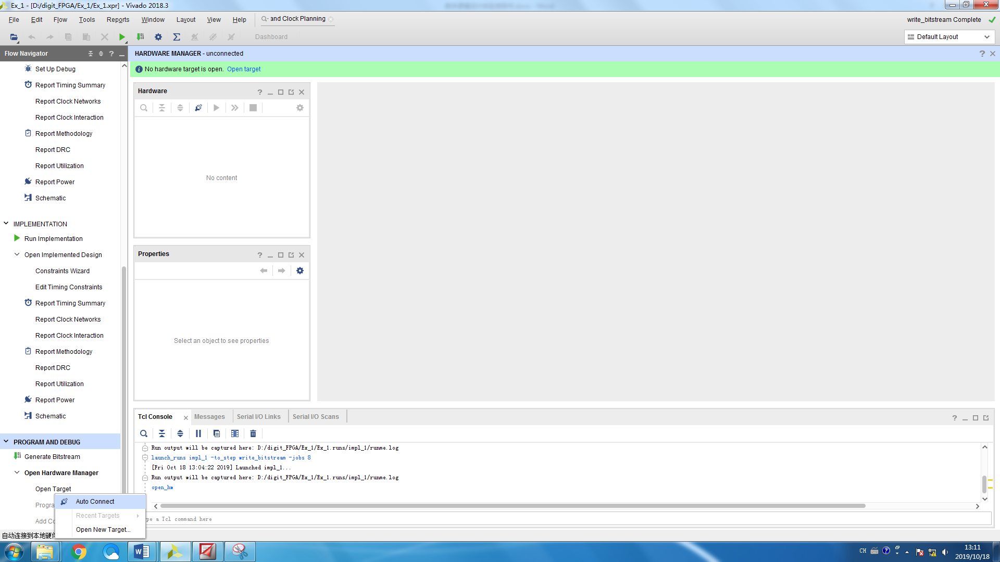 Ex_1 - [D:/digit_FPGA/Ex_1/Ex_1.xpr] - Vivado 2018.3
File Edit Flow Tools Reports Window Layout View Help
and Clock Planning
write_bitstream Complete
Dashboard
Default Layout
Flow Navigator
HARDWARE MANAGER - unconnected
No hardware target is open. Open target
Set Up Debug
Report Timing Summary
Report Clock Networks
Report Clock Interaction
Report Methodology
Report DRC
Report Utilization
Report Power
Schematic
IMPLEMENTATION
Run Implementation
Open Implemented Design
Constraints Wizard
Edit Timing Constraints
Report Timing Summary
Report Clock Networks
Report Clock Interaction
Report Methodology
Report DRC
Report Utilization
Report Power
Schematic
PROGRAM AND DEBUG
Generate Bitstream
Open Hardware Manager
Open Target
Progra
Add Co
Auto Connect
Recent Targets
Open New Target...
自动连接到本地硬件
Hardware
No content
Properties
Select an object to see properties
Tcl Console Messages Serial I/O Links Serial I/O Scans
Run output will be captured here: D:/digit_FPGA/Ex_1/Ex_1.runs/impl_1/runme.log
launch_runs impl_1 -to_step write_bitstream -jobs 8
[Fri Oct 18 13:04:22 2019] Launched impl_1...
Run output will be captured here: D:/digit_FPGA/Ex_1/Ex_1.runs/impl_1/runme.log
open_hw
pe a Tcl command here
CH
13:11
2019/10/18